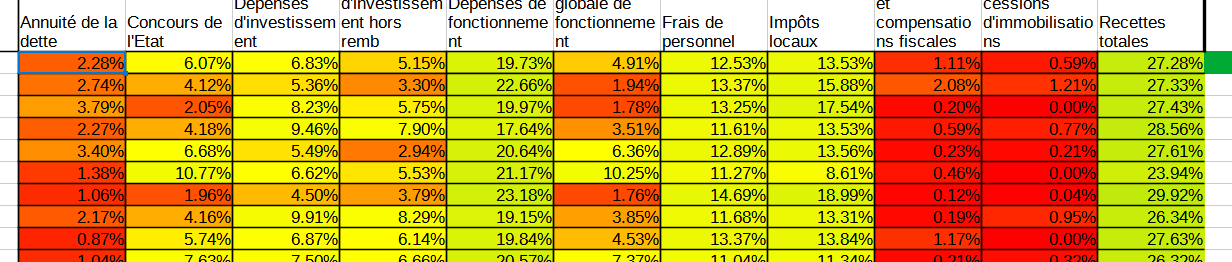 Annuité de la dette
Concours de l'Etat
Dépenses d'investissem ent
d'investissem ent hors remb
Dépenses de fonctionneme nt
globale de fonctionneme nt
Frais de personnel
Impôts locaux
et compensatio ns fiscales
cessions d'immobilisatio ns
Recettes totales
2.28% 6.07% 6.83% 5.15% 19.73% 4.91% 12.53% 13.53% 1.11% 0.59% 27.28%
2.74% 4.12% 5.36% 3.30% 22.66% 1.94% 13.37% 15.88% 2.08% 1.21% 27.33%
3.79% 2.05% 8.23% 5.75% 19.97% 1.78% 13.25% 17.54% 0.20% 0.00% 27.43%
2.27% 4.18% 9.46% 7.90% 17.64% 3.51% 11.61% 13.53% 0.59% 0.77% 28.56%
3.40% 6.68% 5.49% 2.94% 20.64% 6.36% 12.89% 13.56% 0.23% 0.21% 27.61%
1.38% 10.77% 6.62% 5.53% 21.17% 10.25% 11.27% 8.61% 0.46% 0.00% 23.94%
1.06% 1.96% 4.50% 3.79% 23.18% 1.76% 14.69% 18.99% 0.12% 0.04% 29.92%
2.17% 4.16% 9.91% 8.29% 19.15% 3.85% 11.68% 13.31% 0.19% 0.95% 26.34%
0.87% 5.74% 6.87% 6.14% 19.84% 4.53% 13.37% 13.84% 1.17% 0.00% 27.63%
1.04% 7.63% 7.50% 6.66% 20.57% 7.37% 11.04% 11.34% 0.21% 0.32% 26.32%